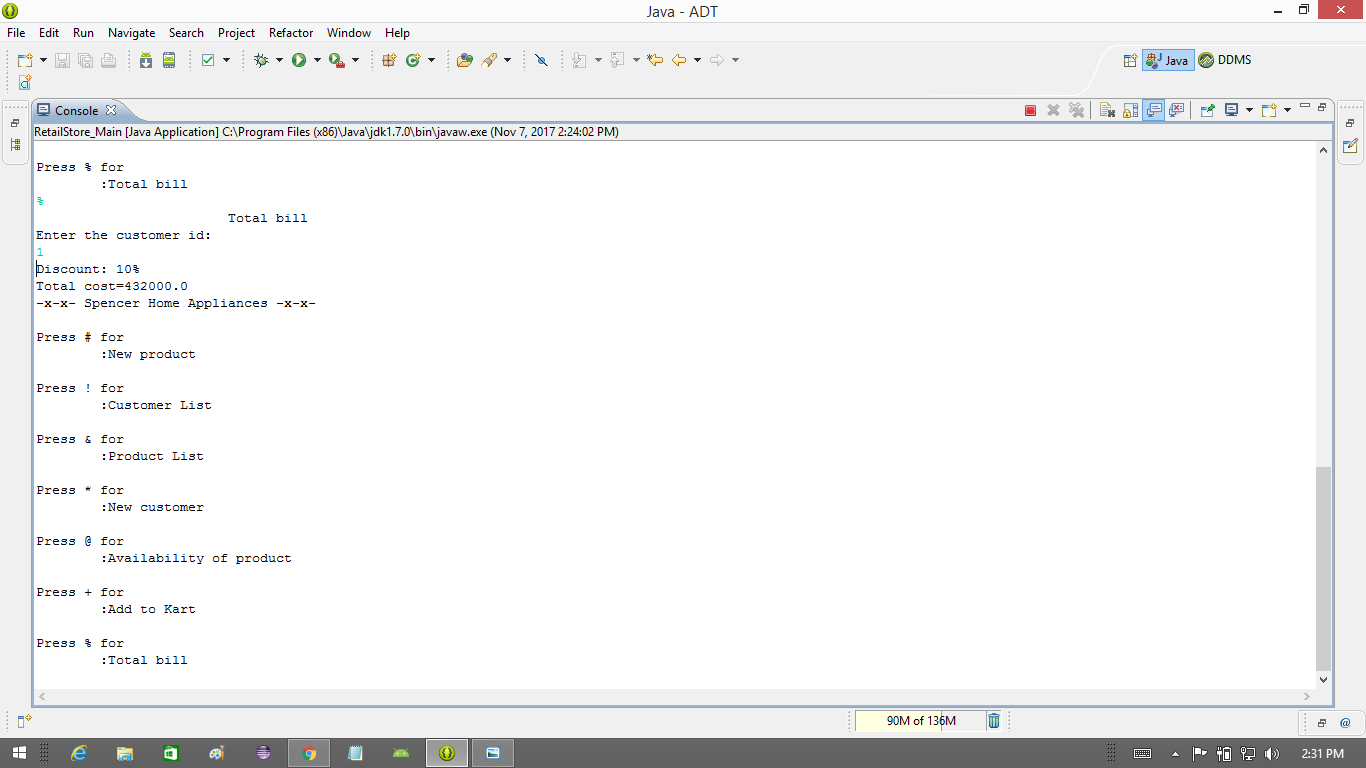 Java - ADT
File Edit Run Navigate Search Project Refactor Window Help
Java DDMS
Console
RetailStore_Main [Java Application] C:\Program Files (x86)\Java\jdk1.7.0\bin\javaw.exe (Nov 7, 2017 2:24:02 PM)
Press % for
:Total bill
%
Total bill
Enter the customer id:
1
Discount: 10%
Total cost=432000.0
-x-x- Spencer Home Appliances -x-x-
Press # for
:New product
Press ! for
:Customer List
Press & for
:Product List
Press * for
:New customer
Press @ for
:Availability of product
Press + for
:Add to Kart
Press % for
:Total bill
90M of 136M
2:31 PM